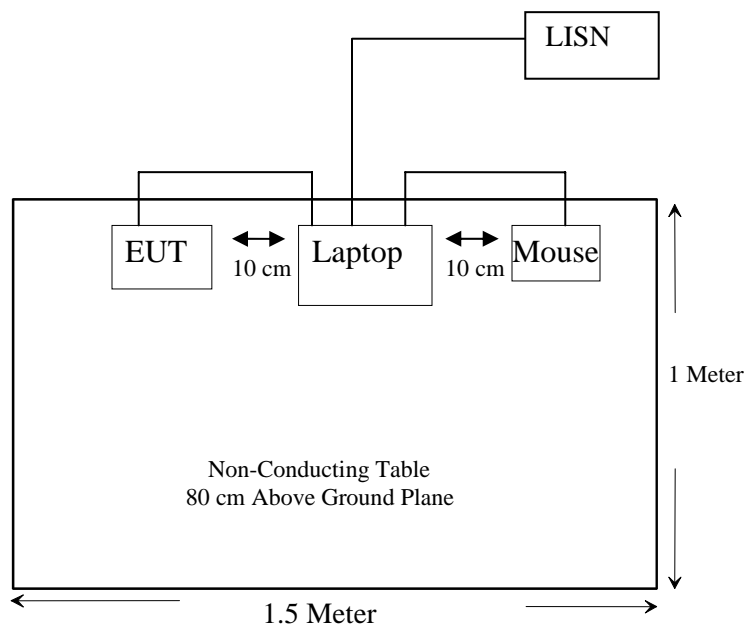 LISN
EUT
10 cm
Laptop
10 cm
Mouse
1 Meter
Non-Conducting Table
80 cm Above Ground Plane
1.5 Meter